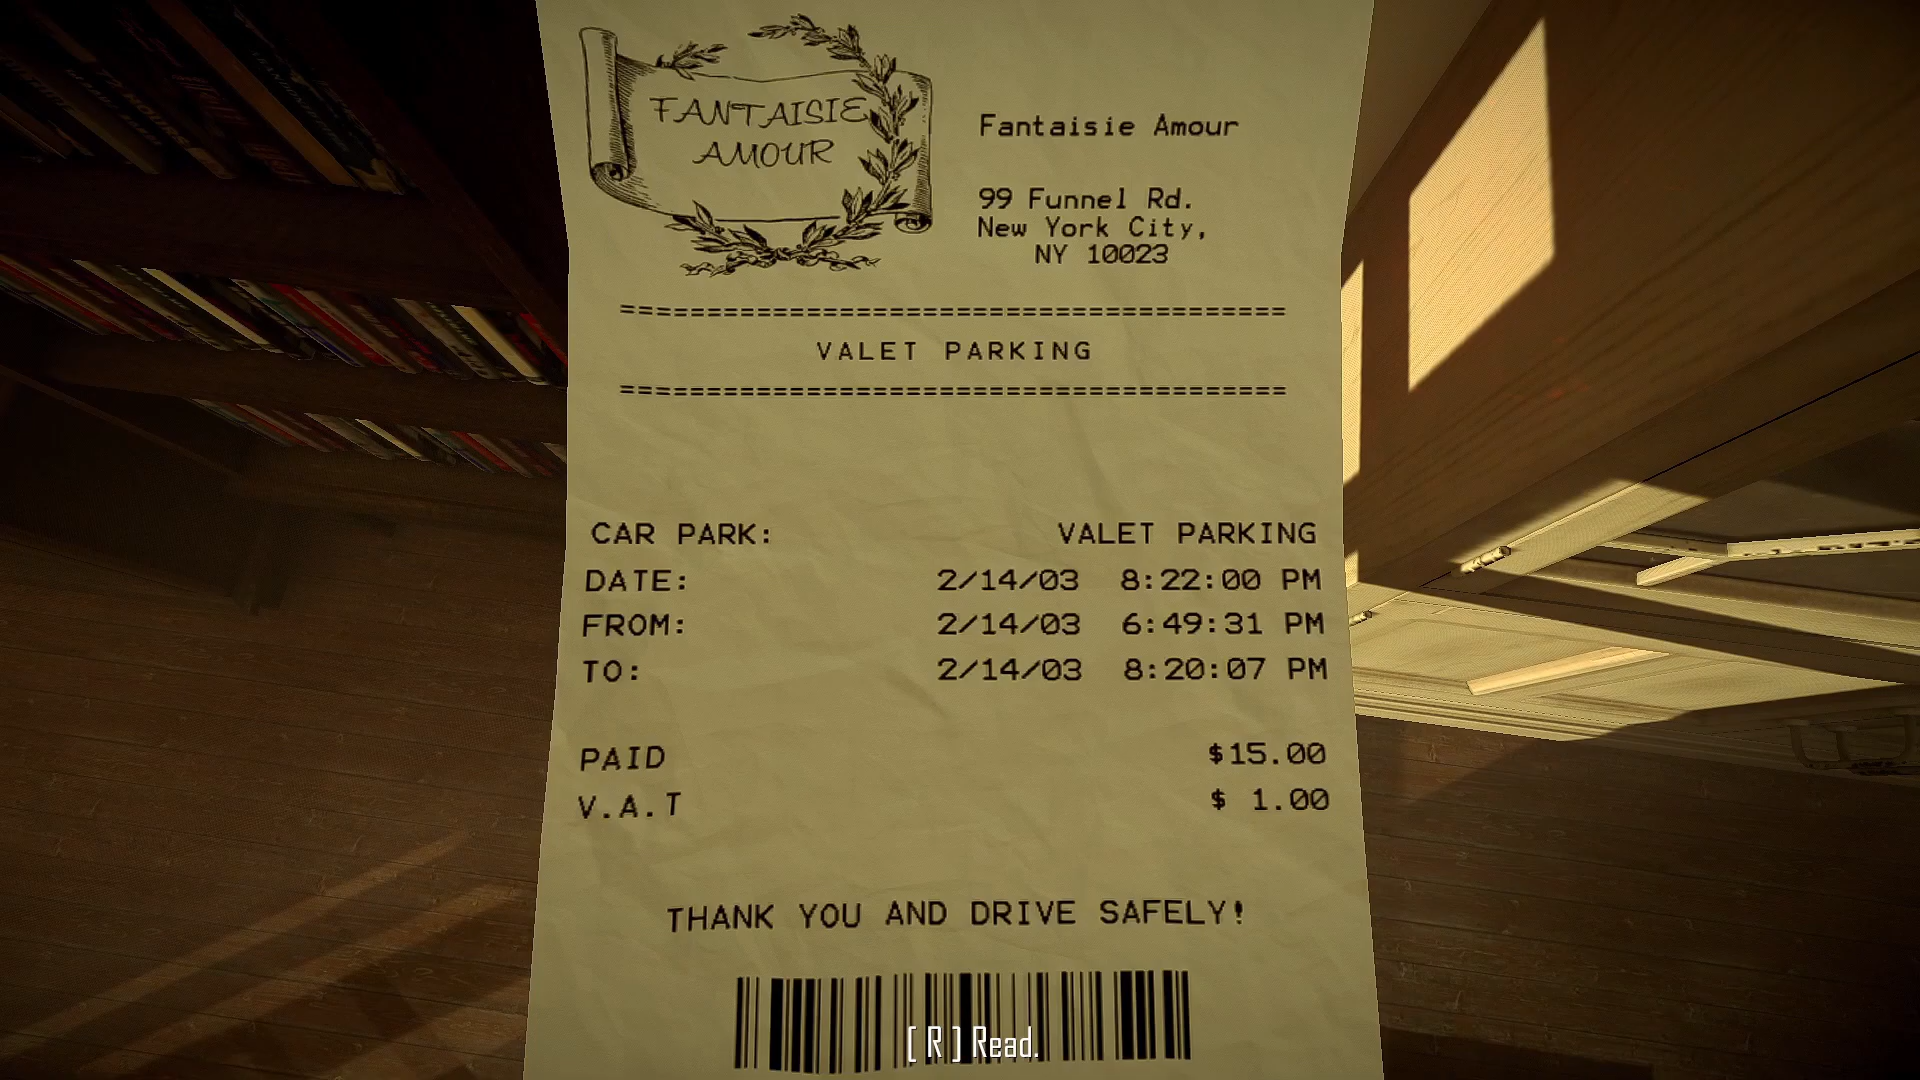 FANTAISIE
AMOUR
Fantaisie Amour
99 Funnel Rd.
New York City,
NY 10023
======================================
VALET PARKING
======================================
CAR PARK: VALET PARKING
DATE: 2/14/03 8:22:00 PM
FROM: 2/14/03 6:49:31 PM
TO: 2/14/03 8:20:07 PM
PAID $15.00
V.A.T $ 1.00
THANK YOU AND DRIVE SAFELY!
[ R ] Read.